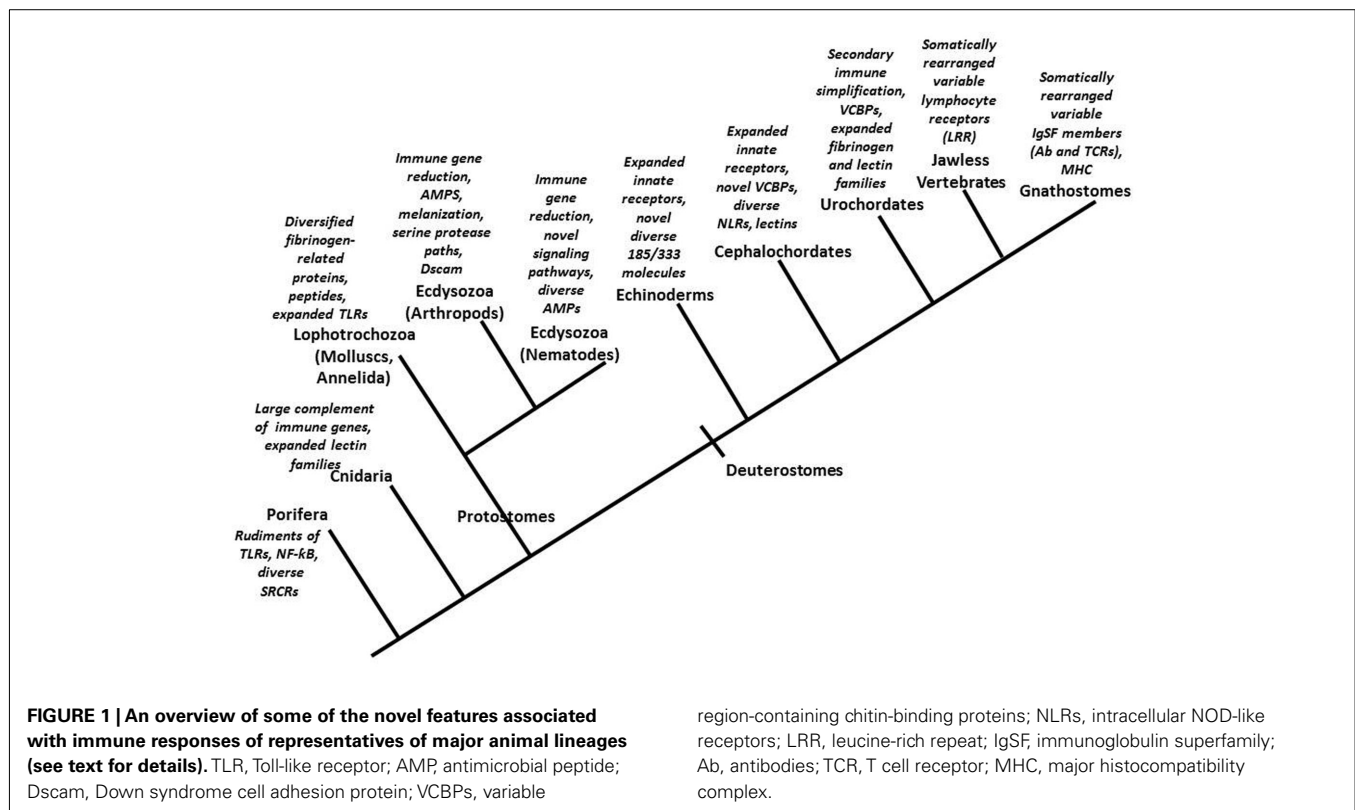 Diversified
fibrinogen-
related
proteins,
peptides,
expanded TLRs
Lophotrochozoa
(Molluscs,
Annelida)
Immune gene
reduction,
AMPS,
melanization,
serine protease
paths,
Dscam
Ecdysozoa
(Arthropods)
Immune
gene
reduction,
novel
signaling
pathways,
diverse
AMPs
Ecdysozoa
(Nematodes)
Expanded
innate
receptors,
novel
diverse
185/333
molecules
Echinoderms
Expanded
innate
receptors,
novel VCBPs,
diverse
NLRs, lectins
Cephalochordates
Secondary
immune
simplification,
VCBPs,
expanded
fibrinogen
and lectin
families
Urochordates
Somatically
rearranged
variable
lymphocyte
receptors
(LRR)
Jawless
Vertebrates
Somatically
rearranged
variable
IgSF members
(Ab and TCRs),
MHC
Gnathostomes
Large complement
of immune genes,
expanded lectin
families
Cnidaria
Porifera
Rudiments of
TLRs, NF-kB,
diverse
SRCRs
Protostomes
Deuterostomes
FIGURE 1 | An overview of some of the novel features associated
with immune responses of representatives of major animal lineages
(see text for details). TLR, Toll-like receptor; AMP, antimicrobial peptide;
Dscam, Down syndrome cell adhesion protein; VCBPs, variable
region-containing chitin-binding proteins; NLRs, intracellular NOD-like
receptors; LRR, leucine-rich repeat; IgSF, immunoglobulin superfamily;
Ab, antibodies; TCR, T cell receptor; MHC, major histocompatibility
complex.